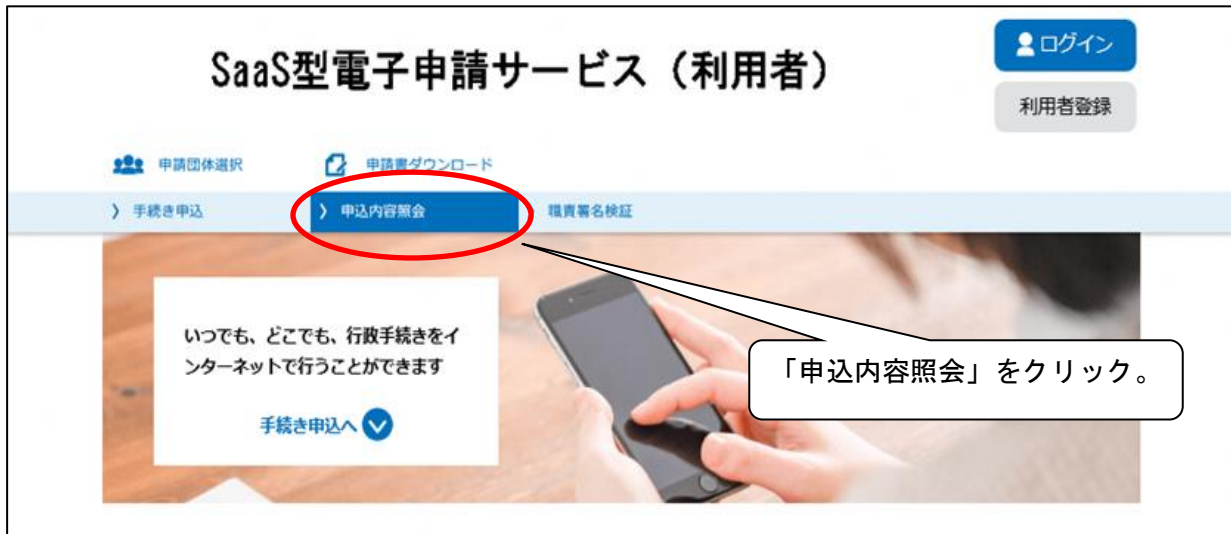 SaaS型電子申請サービス（利用者）
ログイン
利用者登録
申請団体選択
申請書ダウンロード
手続き申込
申込内容照会
職責署名検証
いつでも、どこでも、行政手続きをイ
ンターネットで行うことができます
手続き申込へ
「申込内容照会」をクリック。